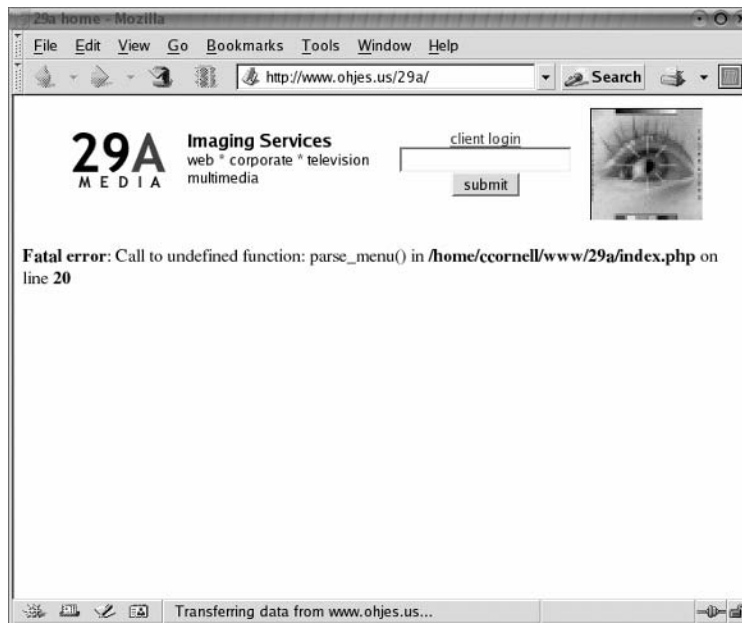 29a home - Mozilla
File Edit View Go Bookmarks Tools Window Help
http://www.ohjes.us/29a/ Search
29A
MEDIA
Imaging Services
web * corporate * television
multimedia
client login
submit
Fatal error: Call to undefined function: parse_menu() in /home/ccornell/www/29a/index.php on
line 20
Transferring data from www.ohjes.us...